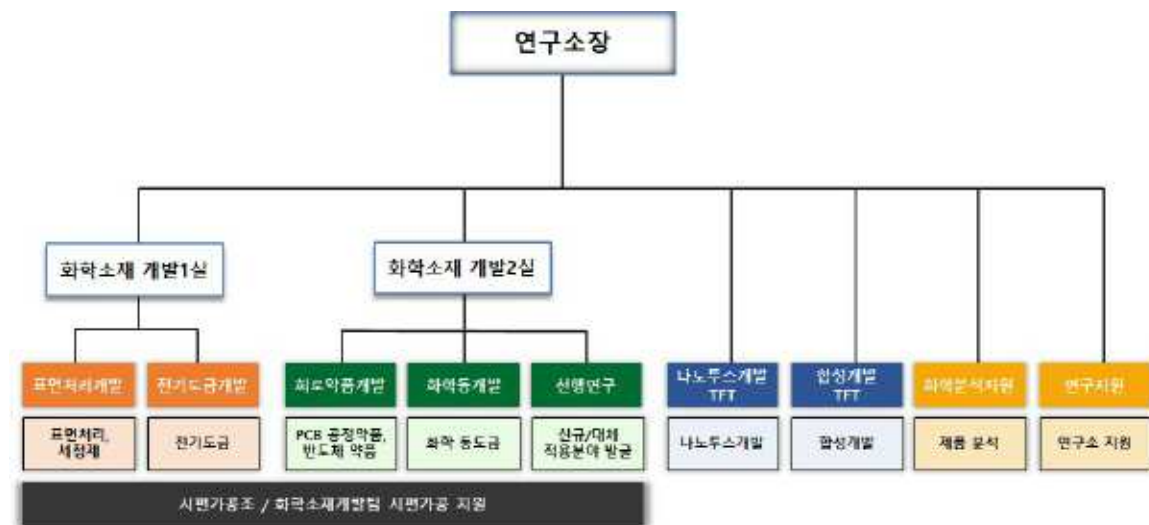 연구소장
화학소재 개발1실
화학소재 개발2실
표면처리개발
전기도금개발
회로약품개발
화학동개발
선행연구
나노투스개발
TFT
합성개발
TFT
화학분석지원
연구지원
표면처리,
세정제
전기도금
PCB 공정약품,
반도체 약품
화학 동도금
신규/대체
적용분야 발굴
나노투스개발
합성개발
제품 분석
연구소 지원
시편가공조 / 화학소재개발팀 시편가공 지원